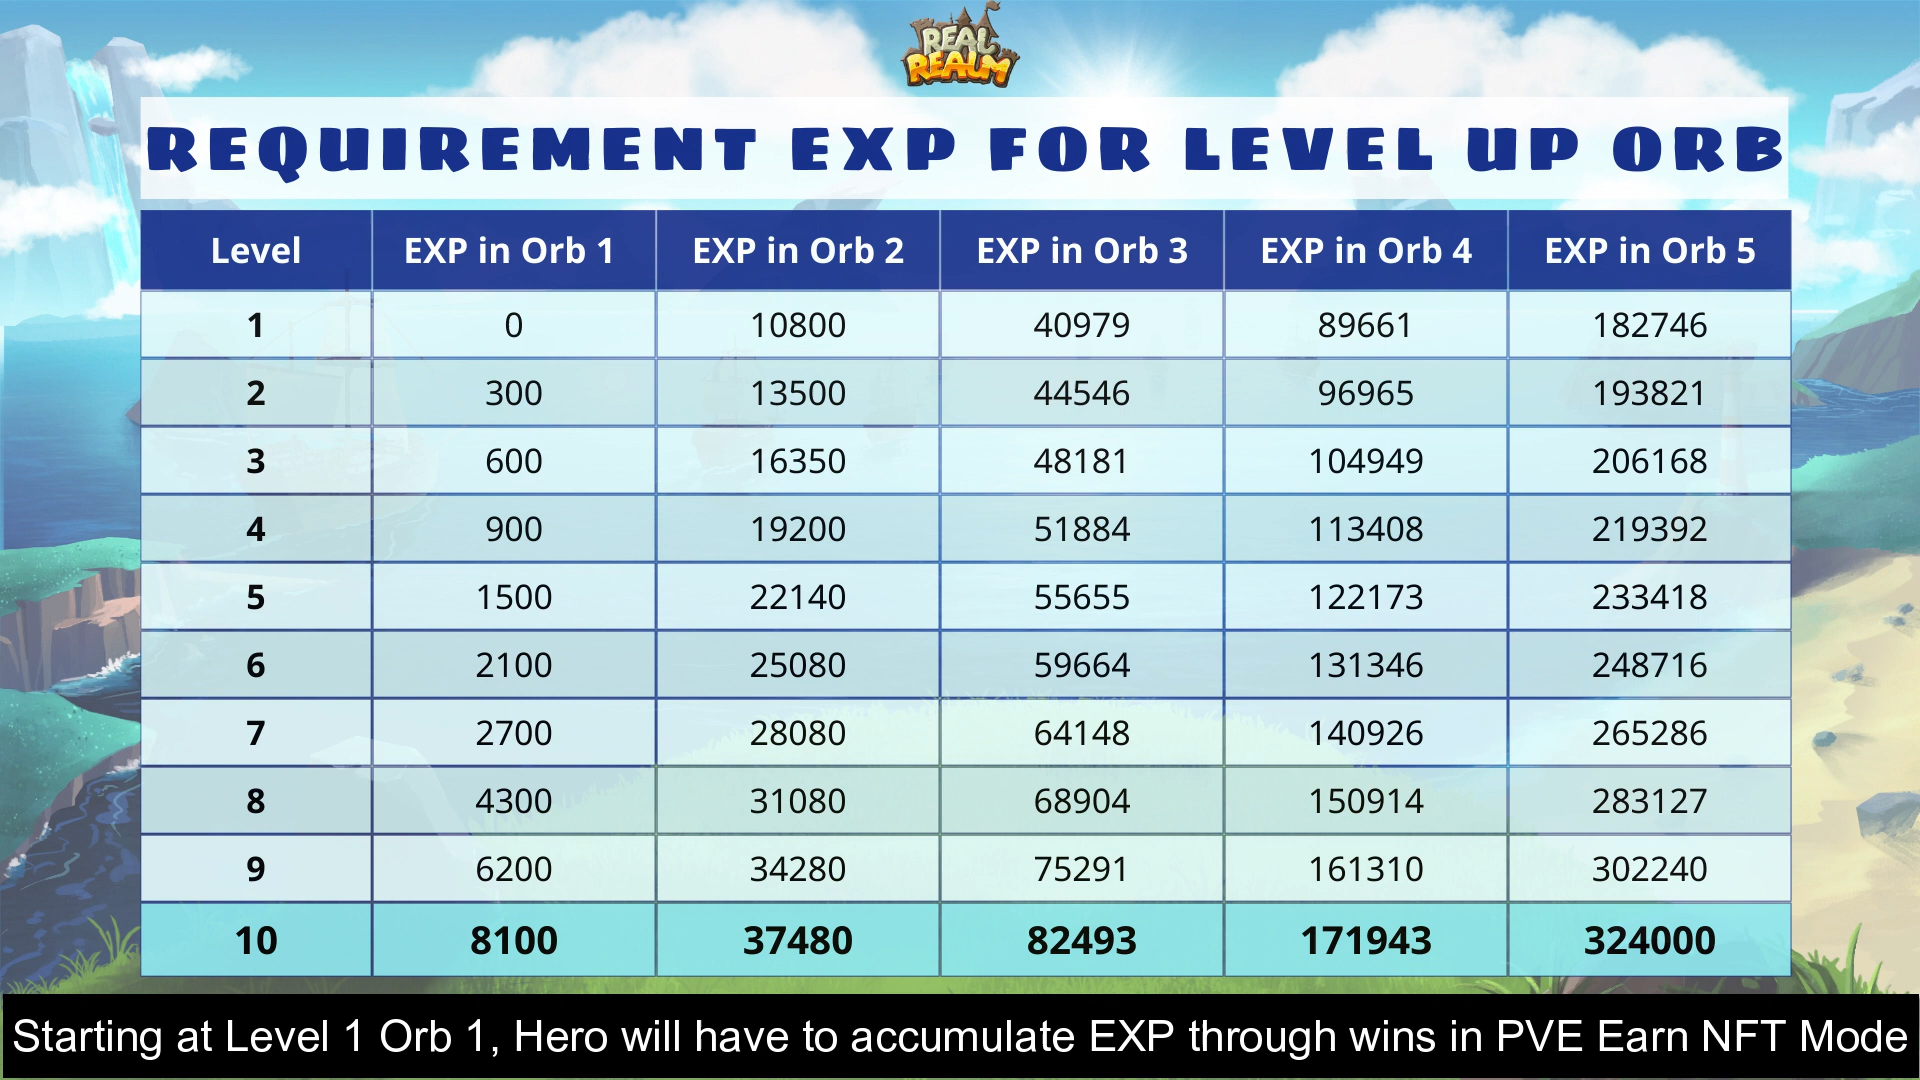 REAL
REALM
REQUIREMENT EXP FOR LEVEL UP ORB
Level EXP in Orb 1 EXP in Orb 2 EXP in Orb 3 EXP in Orb 4 EXP in Orb 5
1 0 10800 40979 89661 182746
2 300 13500 44546 96965 193821
3 600 16350 48181 104949 206168
4 900 19200 51884 113408 219392
5 1500 22140 55655 122173 233418
6 2100 25080 59664 131346 248716
7 2700 28080 64148 140926 265286
8 4300 31080 68904 150914 283127
9 6200 34280 75291 161310 302240
10 8100 37480 82493 171943 324000
Starting at Level 1 Orb 1, Hero will have to accumulate EXP through wins in PVE Earn NFT Mode